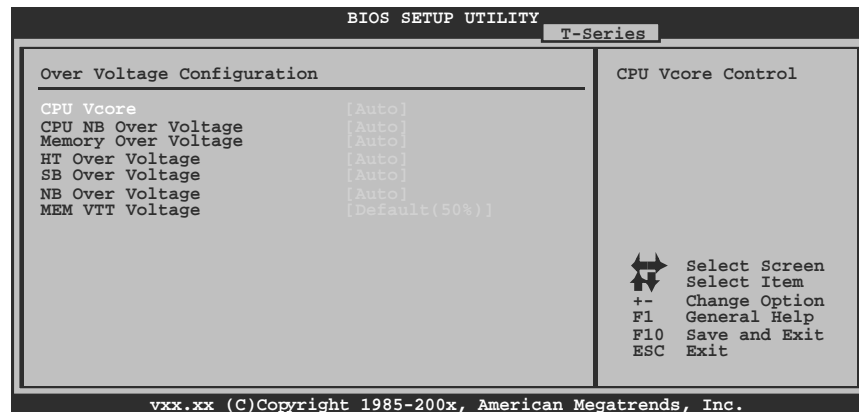 BIOS SETUP UTILITY
T-Series
Over Voltage Configuration
CPU Vcore [Auto]
CPU NB Over Voltage [Auto]
Memory Over Voltage [Auto]
HT Over Voltage [Auto]
SB Over Voltage [Auto]
NB Over Voltage [Auto]
MEM VTT Voltage [Default(50%)]
CPU Vcore Control
Select Screen
Select Item
+- Change Option
F1 General Help
F10 Save and Exit
ESC Exit
vxx.xx (C)Copyright 1985-200x, American Megatrends, Inc.